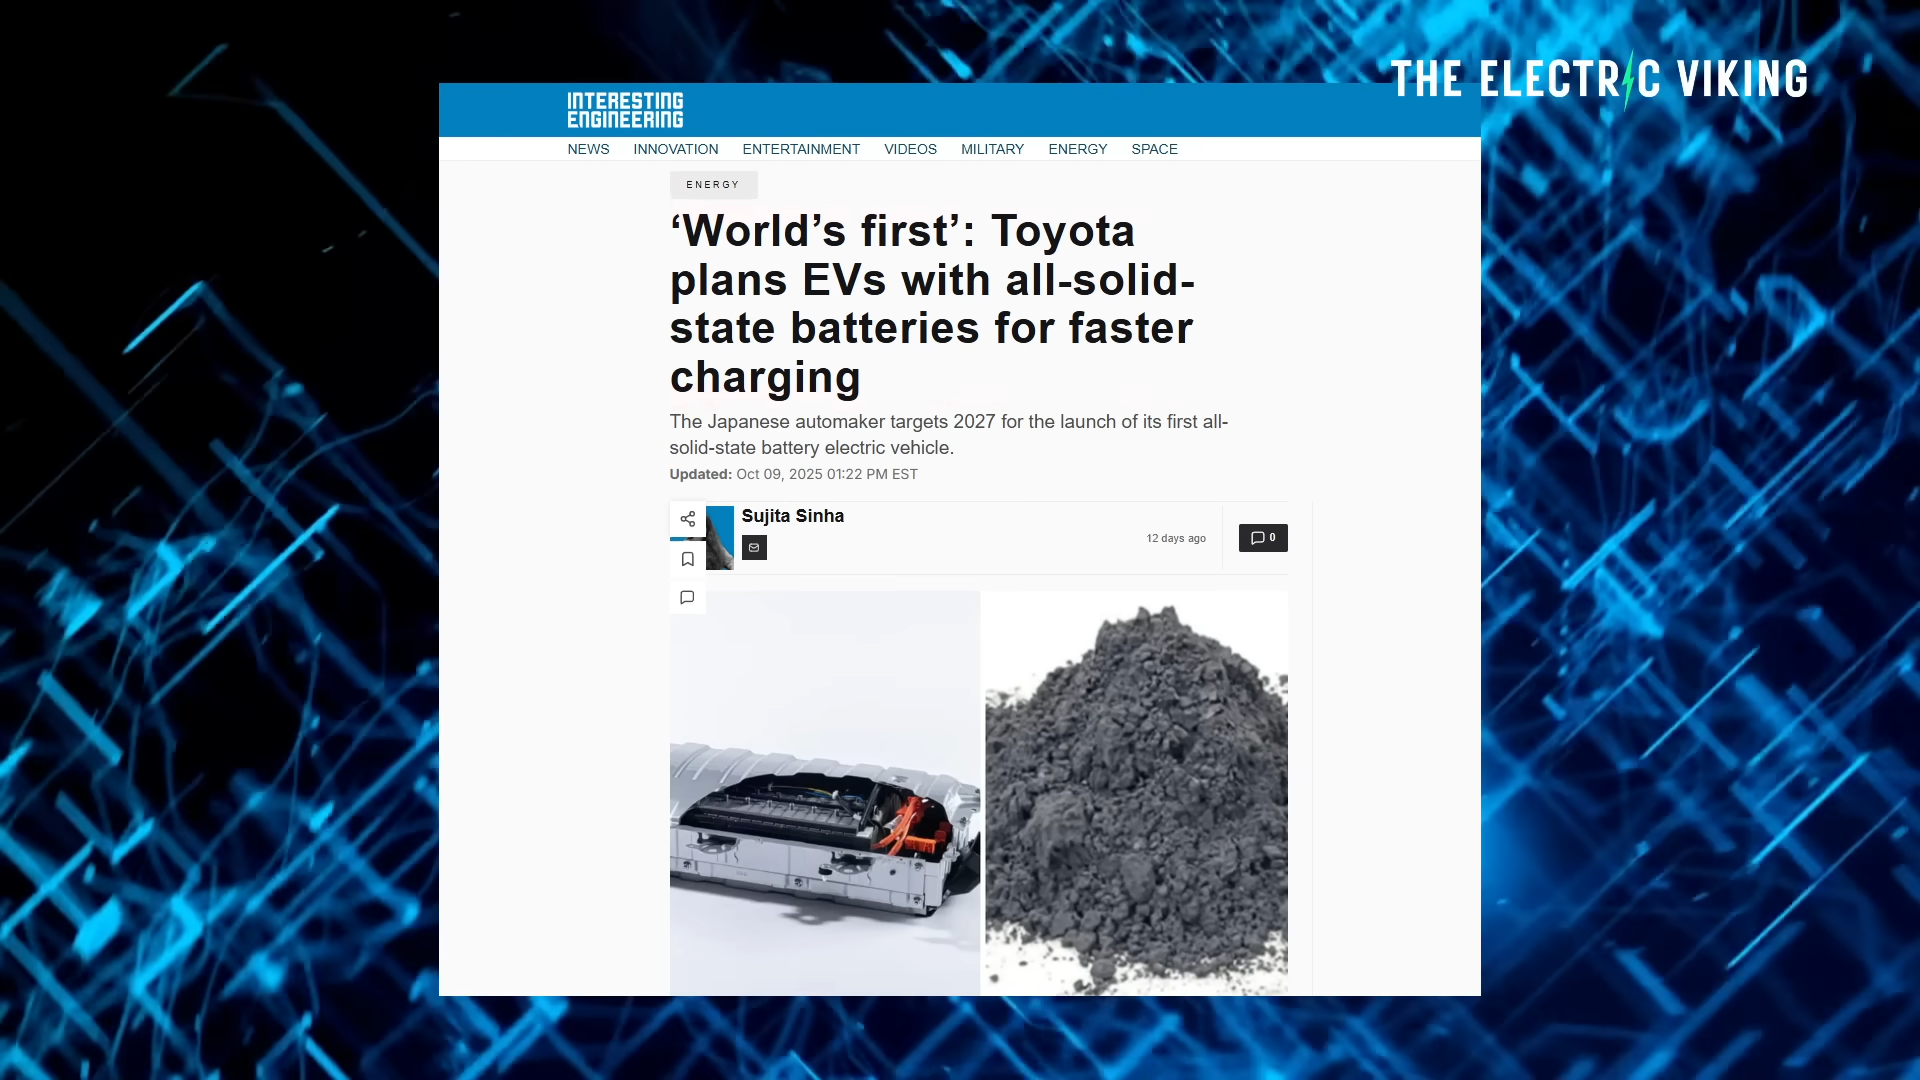 THE ELECTRIC VIKING
INTERESTING
ENGINEERING
NEWS INNOVATION ENTERTAINMENT VIDEOS MILITARY ENERGY SPACE
ENERGY
‘World’s first’: Toyota
plans EVs with all-solid-
state batteries for faster
charging
The Japanese automaker targets 2027 for the launch of its first all-
solid-state battery electric vehicle.
Updated: Oct 09, 2025 01:22 PM EST
Sujita Sinha
12 days ago
0